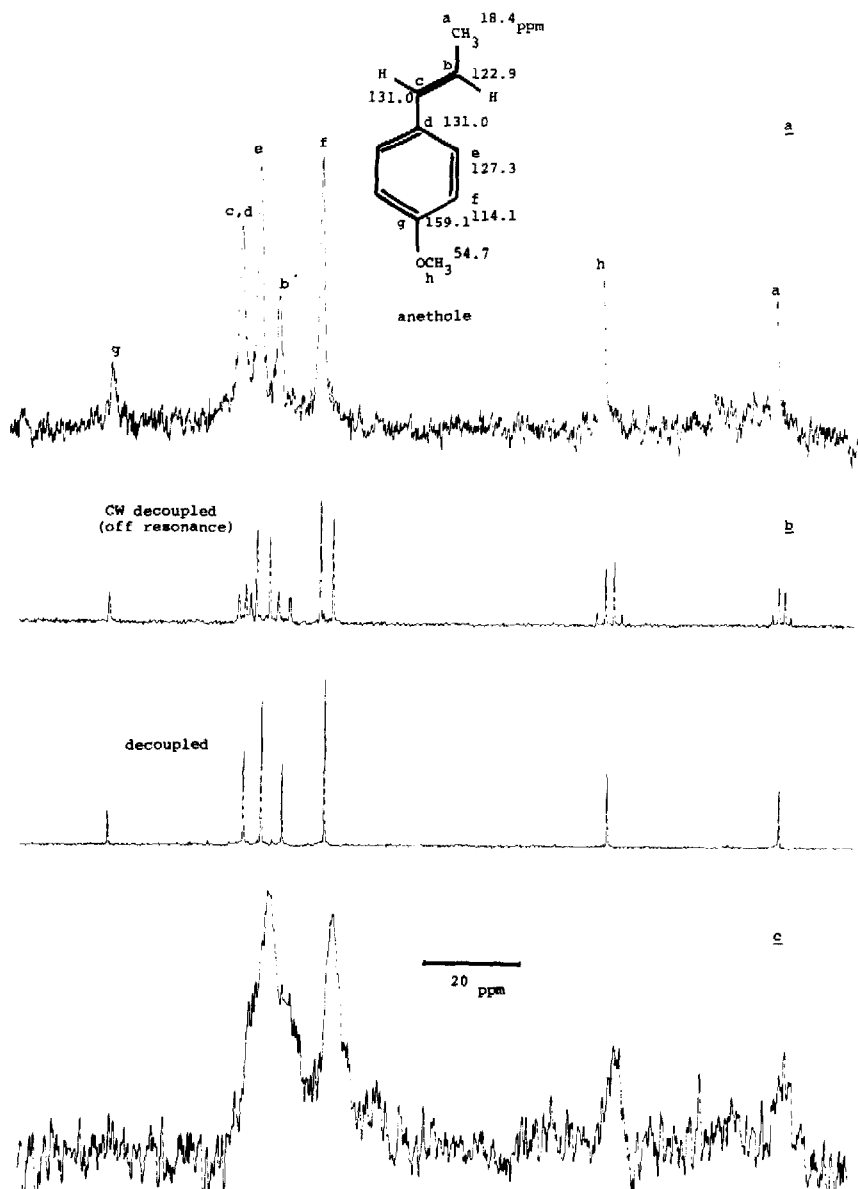 a 18.4 ppm
CH3
b
H
c
122.9
H
131.0
d 131.0
a
e
f
e
127.3
c,d
f
g 159.1 114.1
b
OCH3 54.7
h
h
a
anethole
g
CW decoupled
(off resonance)
b
decoupled
c
20 ppm